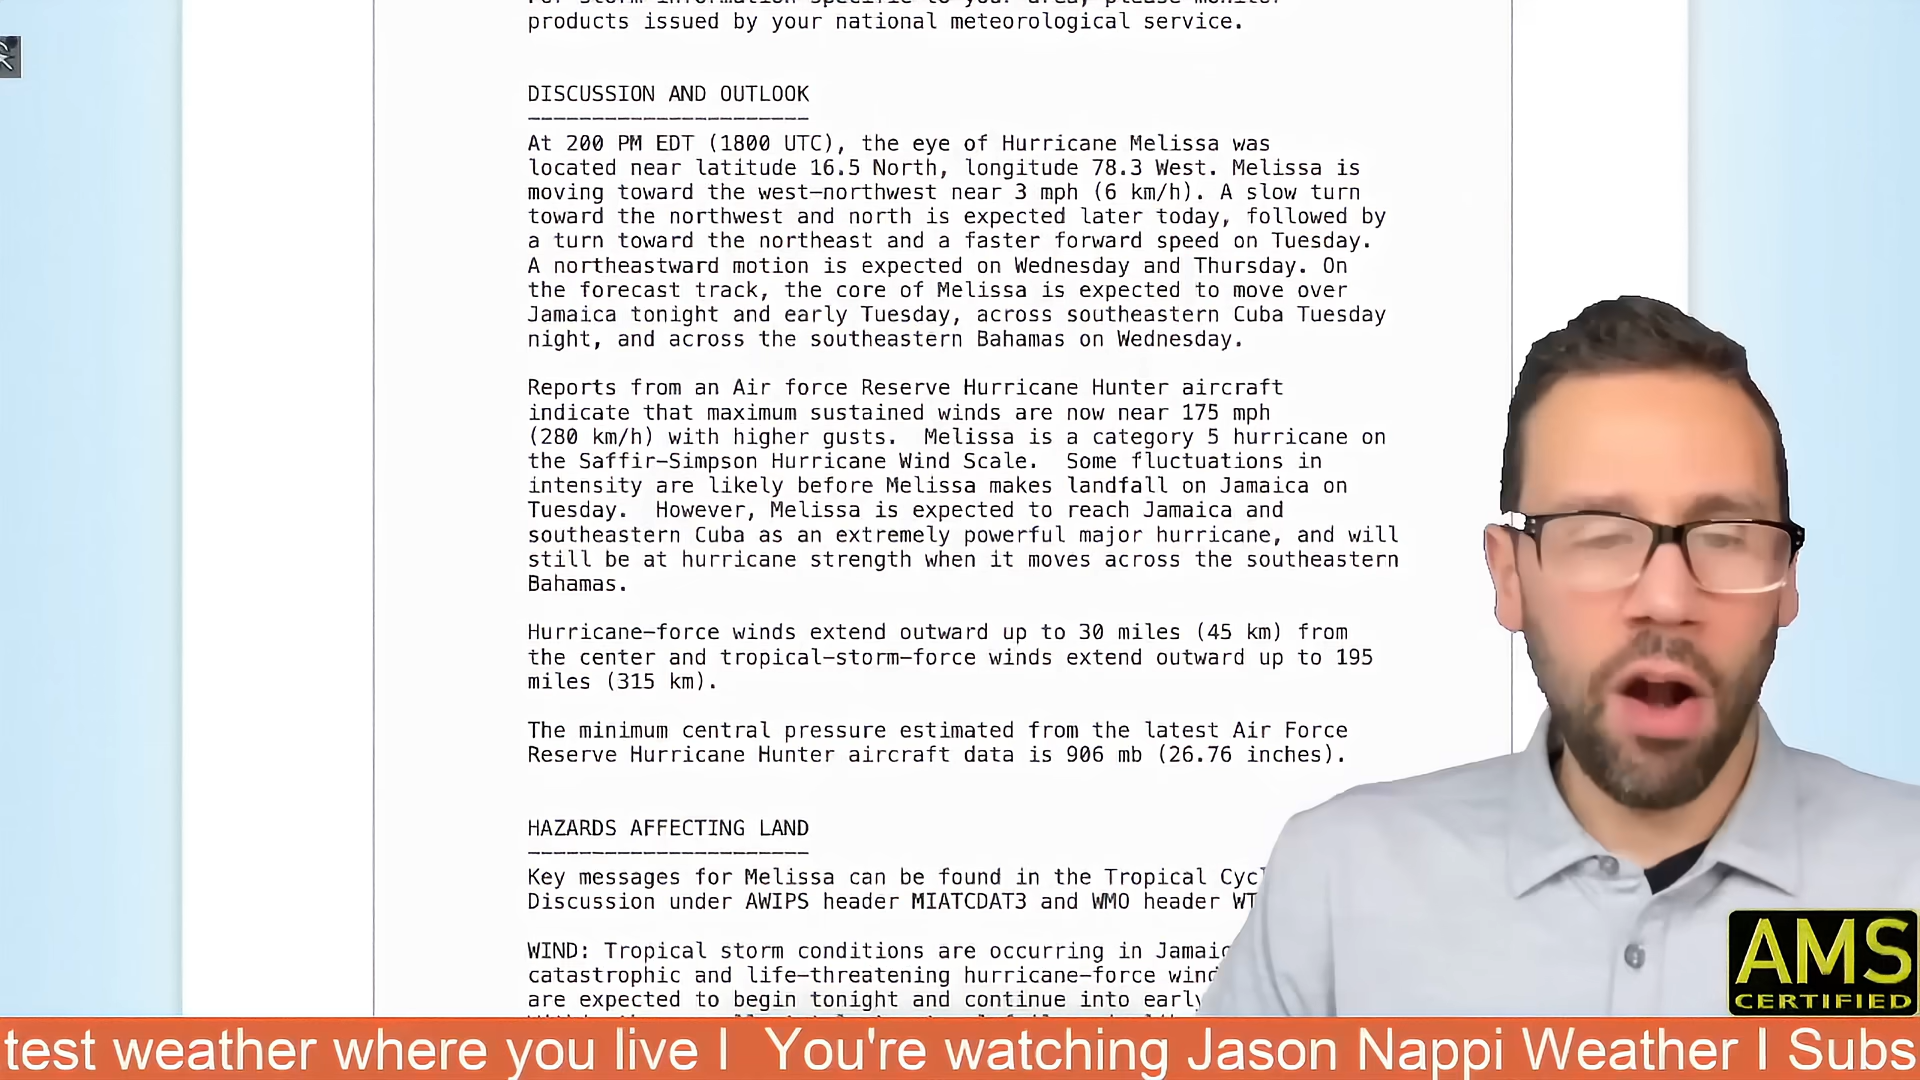 products issued by your national meteorological service.
DISCUSSION AND OUTLOOK
----------------------
At 200 PM EDT (1800 UTC), the eye of Hurricane Melissa was
located near latitude 16.5 North, longitude 78.3 West. Melissa is
moving toward the west-northwest near 3 mph (6 km/h). A slow turn
toward the northwest and north is expected later today, followed by
a turn toward the northeast and a faster forward speed on Tuesday.
A northeastward motion is expected on Wednesday and Thursday. On
the forecast track, the core of Melissa is expected to move over
Jamaica tonight and early Tuesday, across southeastern Cuba Tuesday
night, and across the southeastern Bahamas on Wednesday.
Reports from an Air force Reserve Hurricane Hunter aircraft
indicate that maximum sustained winds are now near 175 mph
(280 km/h) with higher gusts.  Melissa is a category 5 hurricane on
the Saffir-Simpson Hurricane Wind Scale.  Some fluctuations in
intensity are likely before Melissa makes landfall on Jamaica on
Tuesday.  However, Melissa is expected to reach Jamaica and
southeastern Cuba as an extremely powerful major hurricane, and will
still be at hurricane strength when it moves across the southeastern
Bahamas.
Hurricane-force winds extend outward up to 30 miles (45 km) from
the center and tropical-storm-force winds extend outward up to 195
miles (315 km).
The minimum central pressure estimated from the latest Air Force
Reserve Hurricane Hunter aircraft data is 906 mb (26.76 inches).
HAZARDS AFFECTING LAND
----------------------
Key messages for Melissa can be found in the Tropical Cycl
Discussion under AWIPS header MIATCDAT3 and WMO header WT
WIND: Tropical storm conditions are occurring in Jamaic
catastrophic and life-threatening hurricane-force wind
are expected to begin tonight and continue into early
AMS
CERTIFIED
test weather where you live I You're watching Jason Nappi Weather I Subs